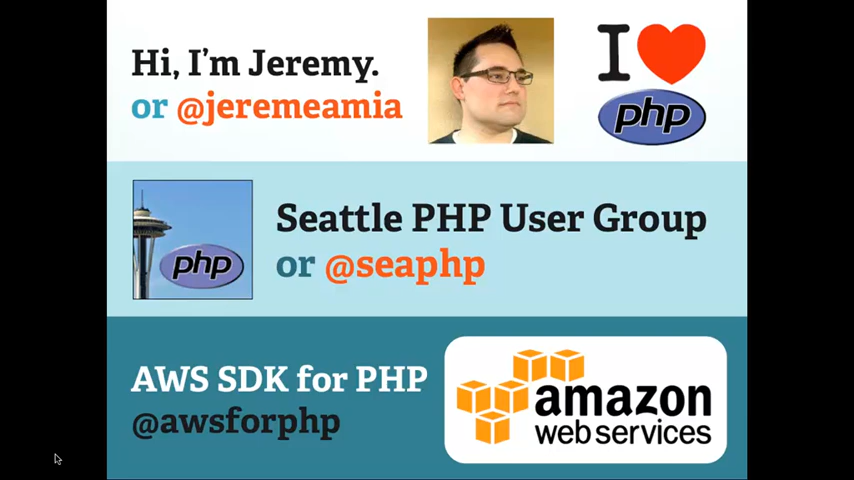 Hi, I'm Jeremy.
or @jeremeamia
I
php
php
Seattle PHP User Group
or @seaphp
AWS SDK for PHP
@awsforphp
amazon
web services